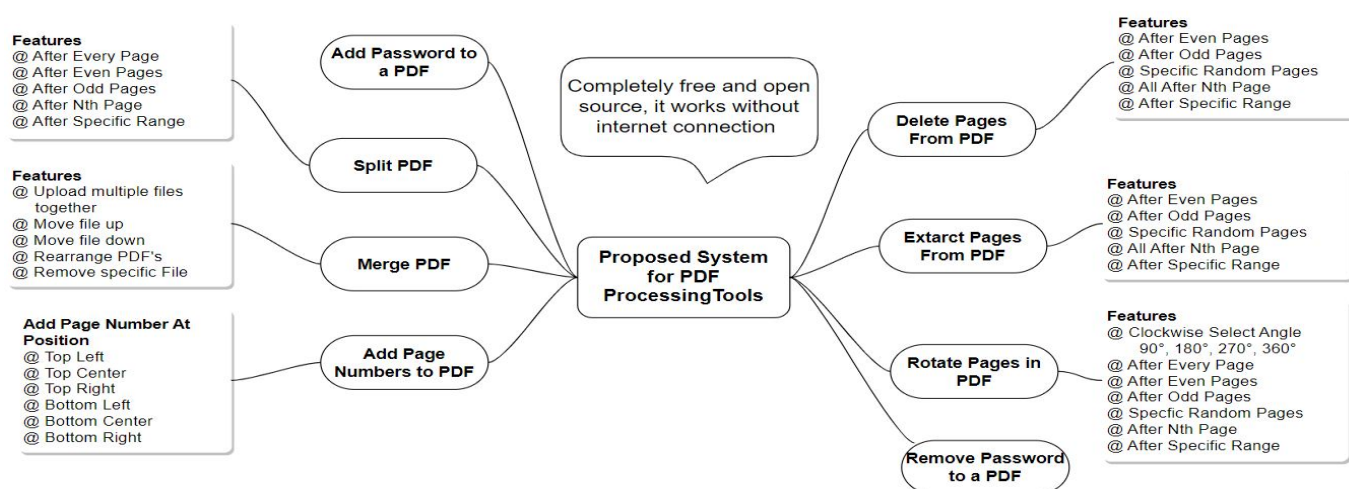 Features
@ After Every Page
@ After Even Pages
@ After Odd Pages
@ After Nth Page
@ After Specific Range
Features
@ Upload multiple files
together
@ Move file up
@ Move file down
@ Rearrange PDF's
@ Remove specific File
Add Page Number At
Position
@ Top Left
@ Top Center
@ Top Right
@ Bottom Left
@ Bottom Center
@ Bottom Right
Add Password to
a PDF
Split PDF
Merge PDF
Add Page
Numbers to PDF
Completely free and open
source, it works without
internet connection
Proposed System
for PDF
ProcessingTools
Delete Pages
From PDF
Extarct Pages
From PDF
Rotate Pages in
PDF
Remove Password
to a PDF
Features
@ After Even Pages
@ After Odd Pages
@ Specific Random Pages
@ All After Nth Page
@ After Specific Range
Features
@ After Even Pages
@ After Odd Pages
@ Specific Random Pages
@ All After Nth Page
@ After Specific Range
Features
@ Clockwise Select Angle
90°, 180°, 270°, 360°
@ After Every Page
@ After Even Pages
@ After Odd Pages
@ Specfic Random Pages
@ After Nth Page
@ After Specific Range